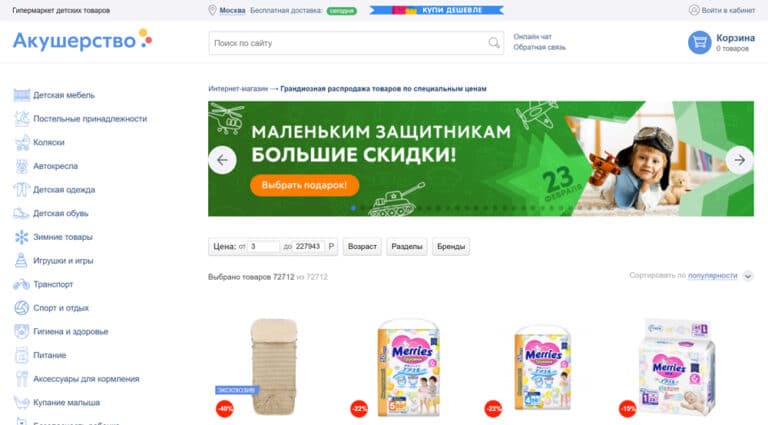 Гипермаркет детских товаров
Москва
Бесплатная доставка: сегодня
КУПИ ДЕШЕВЛЕ
Войти в кабинет
Акушерство
Поиск по сайту
Онлайн чат
Обратная связь
Корзина
0 товаров
Детская мебель
Постельные принадлежности
Коляски
Автокресла
Детская одежда
Детская обувь
Зимние товары
Игрушки и игры
Транспорт
Спорт и отдых
Гигиена и здоровье
Питание
Аксессуары для кормления
Купание малыша
Интернет-магазин → Грандиозная распродажа товаров по специальным ценам
МАЛЕНЬКИМ ЗАЩИТНИКАМ
БОЛЬШИЕ СКИДКИ!
Выбрать подарок!
23
ФЕВРАЛЯ
Цена: от 3 до 227943 Р
Возраст
Разделы
Бренды
Выбрано товаров 72712 из 72712
Сортировать по популярности
ЭКСКЛЮЗИВ
-40%
Merries
-22%
Merries
-22%
Merries
-15%